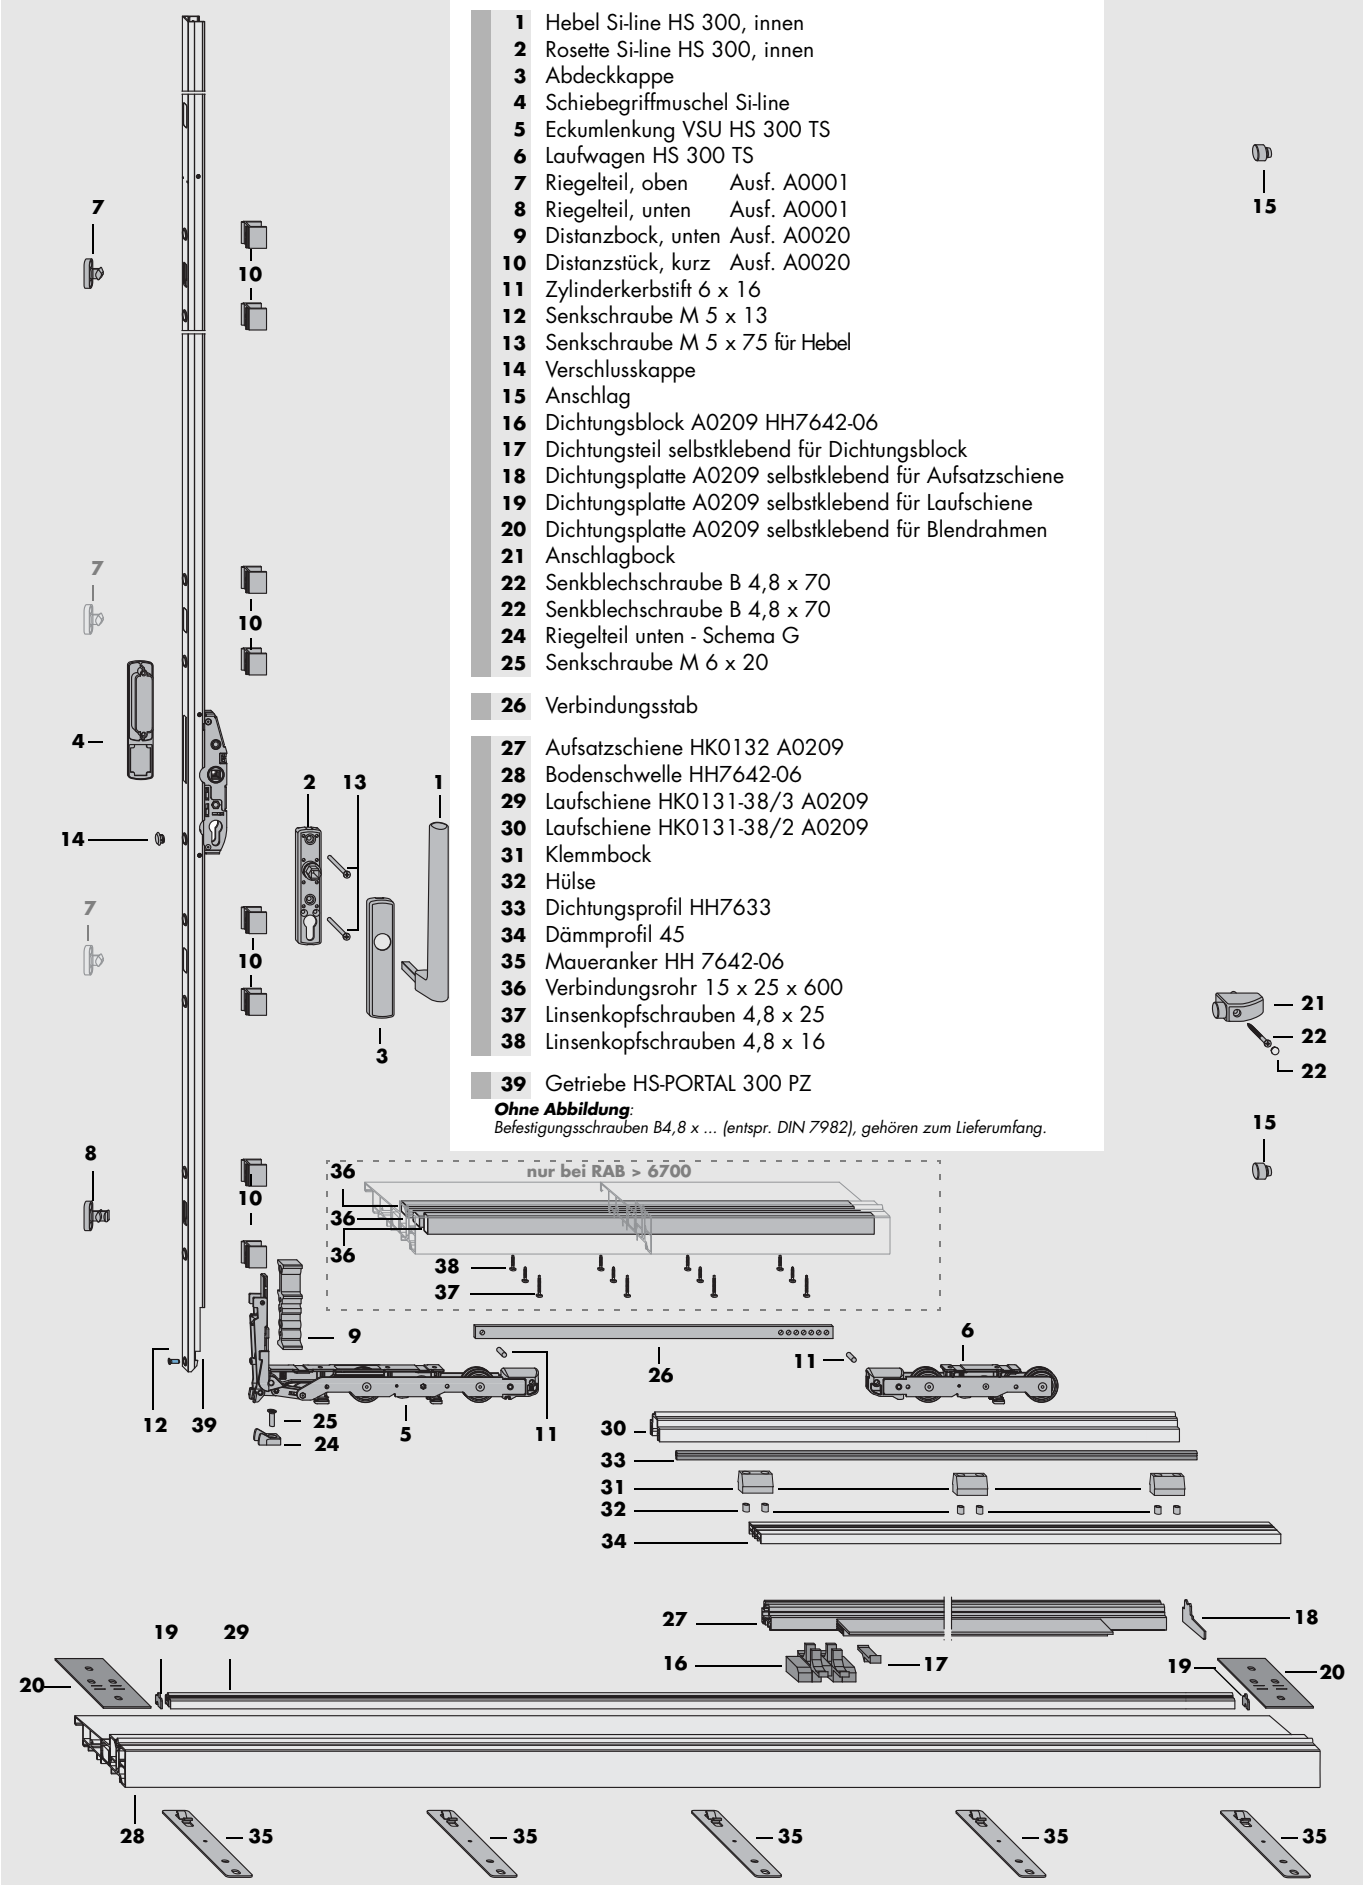 1 Hebel Si-line HS 300, innen
2 Rosette Si-line HS 300, innen
3 Abdeckkappe
4 Schiebegriffmuschel Si-line
5 Eckumlenkung VSU HS 300 TS
6 Laufwagen HS 300 TS
7 Riegelteil, oben Ausf. A0001
8 Riegelteil, unten Ausf. A0001
9 Distanzbock, unten Ausf. A0020
10 Distanzstück, kurz Ausf. A0020
11 Zylinderkerbstift 6 x 16
12 Senkschraube M 5 x 13
13 Senkschraube M 5 x 75 für Hebel
14 Verschlusskappe
15 Anschlag
16 Dichtungsblock A0209 HH7642-06
17 Dichtungsteil selbstklebend für Dichtungsblock
18 Dichtungsplatte A0209 selbstklebend für Aufsatzschiene
19 Dichtungsplatte A0209 selbstklebend für Laufschiene
20 Dichtungsplatte A0209 selbstklebend für Blendrahmen
21 Anschlagbock
22 Senkblechschraube B 4,8 x 70
22 Senkblechschraube B 4,8 x 70
24 Riegelteil unten - Schema G
25 Senkschraube M 6 x 20
26 Verbindungsstab
27 Aufsatzschiene HK0132 A0209
28 Bodenschwelle HH7642-06
29 Laufschiene HK0131-38/3 A0209
30 Laufschiene HK0131-38/2 A0209
31 Klemmbock
32 Hülse
33 Dichtungsprofil HH7633
34 Dämmprofil 45
35 Maueranker HH 7642-06
36 Verbindungsrohr 15 x 25 x 600
37 Linsenkopfschrauben 4,8 x 25
38 Linsenkopfschrauben 4,8 x 16
39 Getriebe HS-PORTAL 300 PZ
Ohne Abbildung:
Befestigungsschrauben B4,8 x ... (entspr. DIN 7982), gehören zum Lieferumfang.
7
10
15
7
10
4
2 13 1
14
7
10
3
21
22
22
15
8
10
36 nur bei RAB > 6700
36
36
38
37
9
26
6
11
12 39
25
24
5
11
30
33
31
32
34
27
18
16
17
19 29
20
19
20
28
35
35
35
35
35